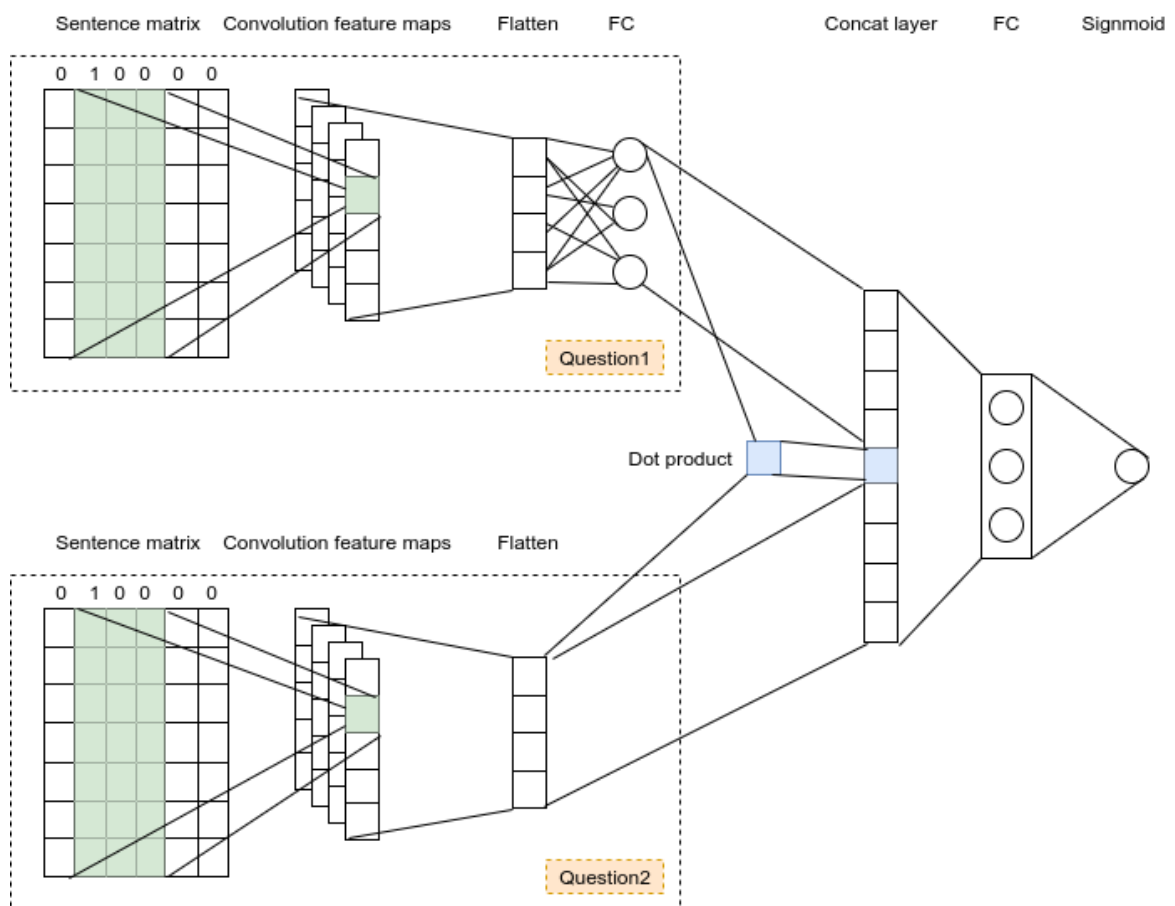 Sentence matrix Convolution feature maps Flatten FC Concat layer FC Signmoid
0 1 0 0 0 0
Question1
Dot product
Sentence matrix Convolution feature maps Flatten
0 1 0 0 0 0
Question2